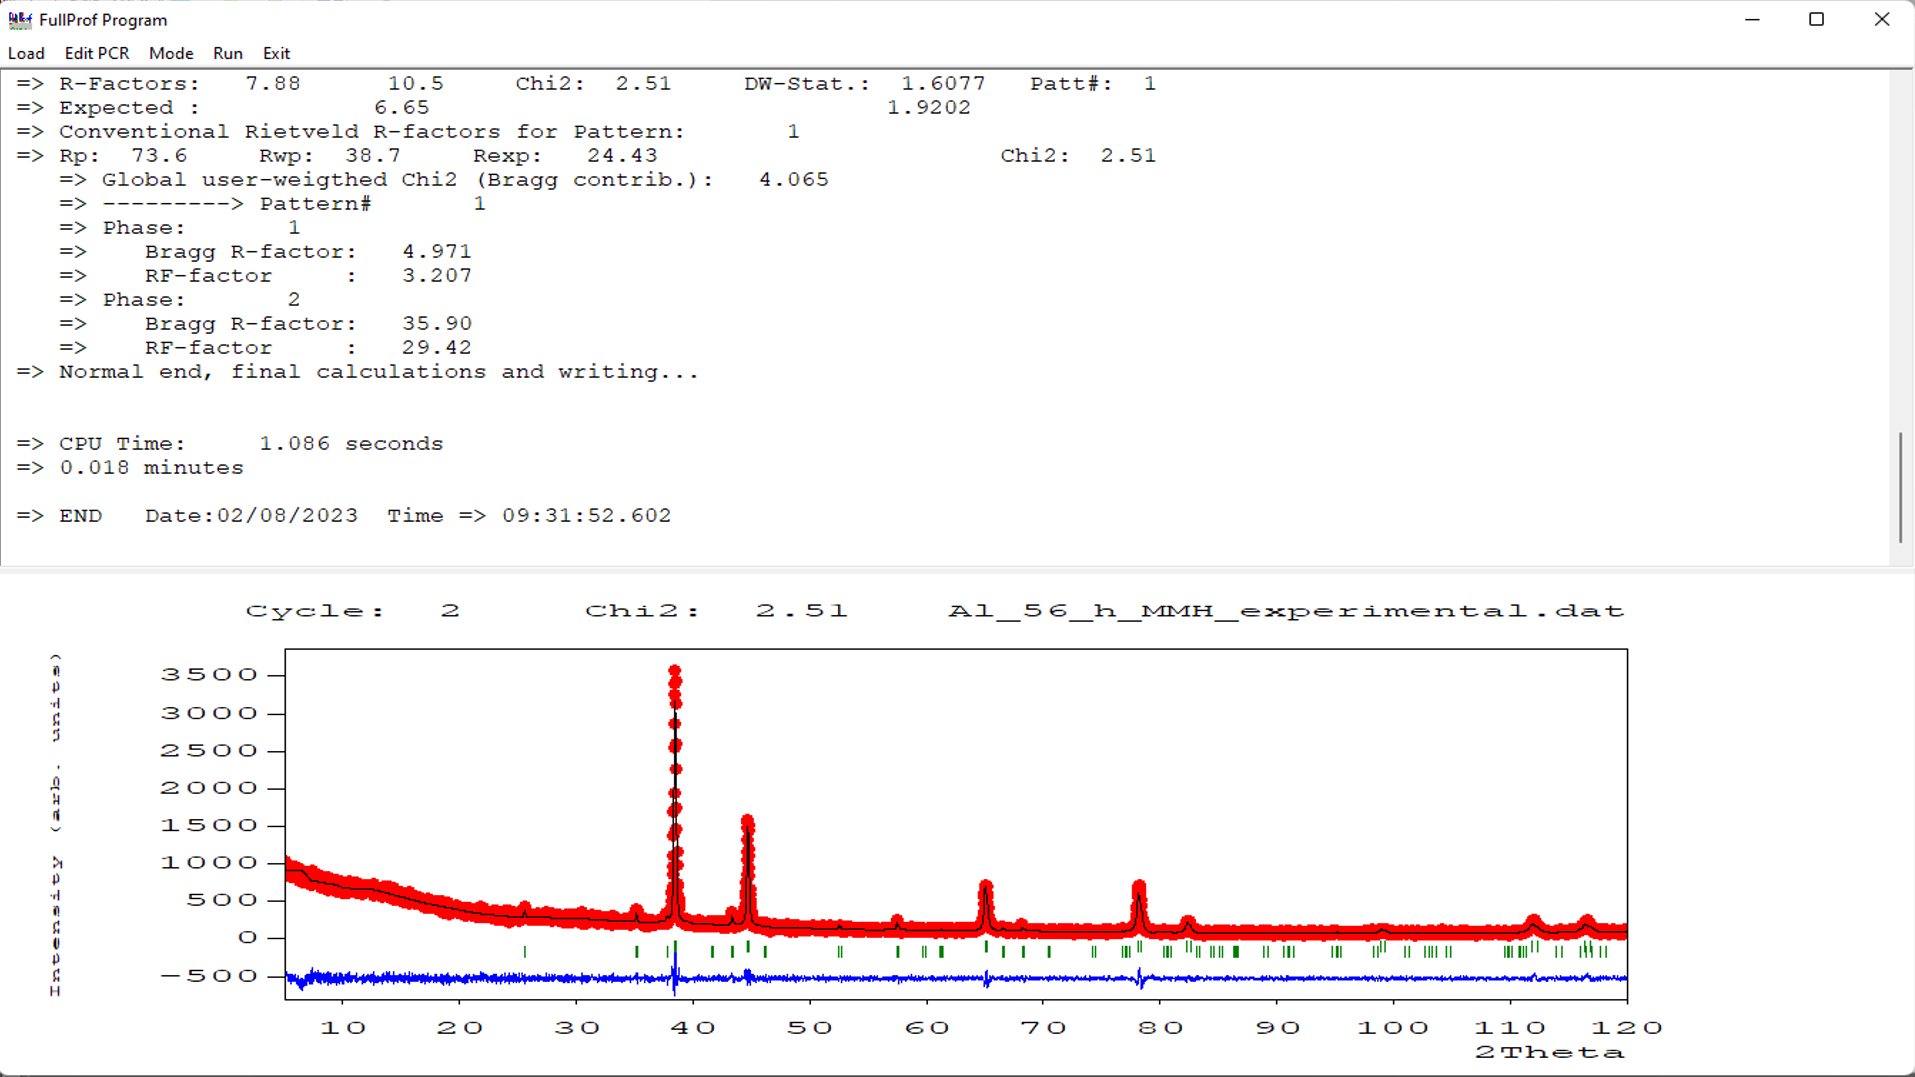 FullProf Program
Load Edit PCR Mode Run Exit
=> R-Factors: 7.88 10.5 Chi2: 2.51 DW-Stat.: 1.6077 Patt#: 1
=> Expected : 6.65 1.9202
=> Conventional Rietveld R-factors for Pattern: 1
=> Rp: 73.6 Rwp: 38.7 Rexp: 24.43 Chi2: 2.51
=> Global user-weigthed Chi2 (Bragg contrib.): 4.065
=> ---------> Pattern# 1
=> Phase: 1
=> Bragg R-factor: 4.971
=> RF-factor : 3.207
=> Phase: 2
=> Bragg R-factor: 35.90
=> RF-factor : 29.42
=> Normal end, final calculations and writing...
=> CPU Time: 1.086 seconds
=> 0.018 minutes
=> END Date:02/08/2023 Time => 09:31:52.602
Cycle: 2 Chi2: 2.51 Al_56_h_MMH_experimental.dat
Intensity (arb. units)
3500
3000
2500
2000
1500
1000
500
0
-500
10 20 30 40 50 60 70 80 90 100 110 120
2Theta